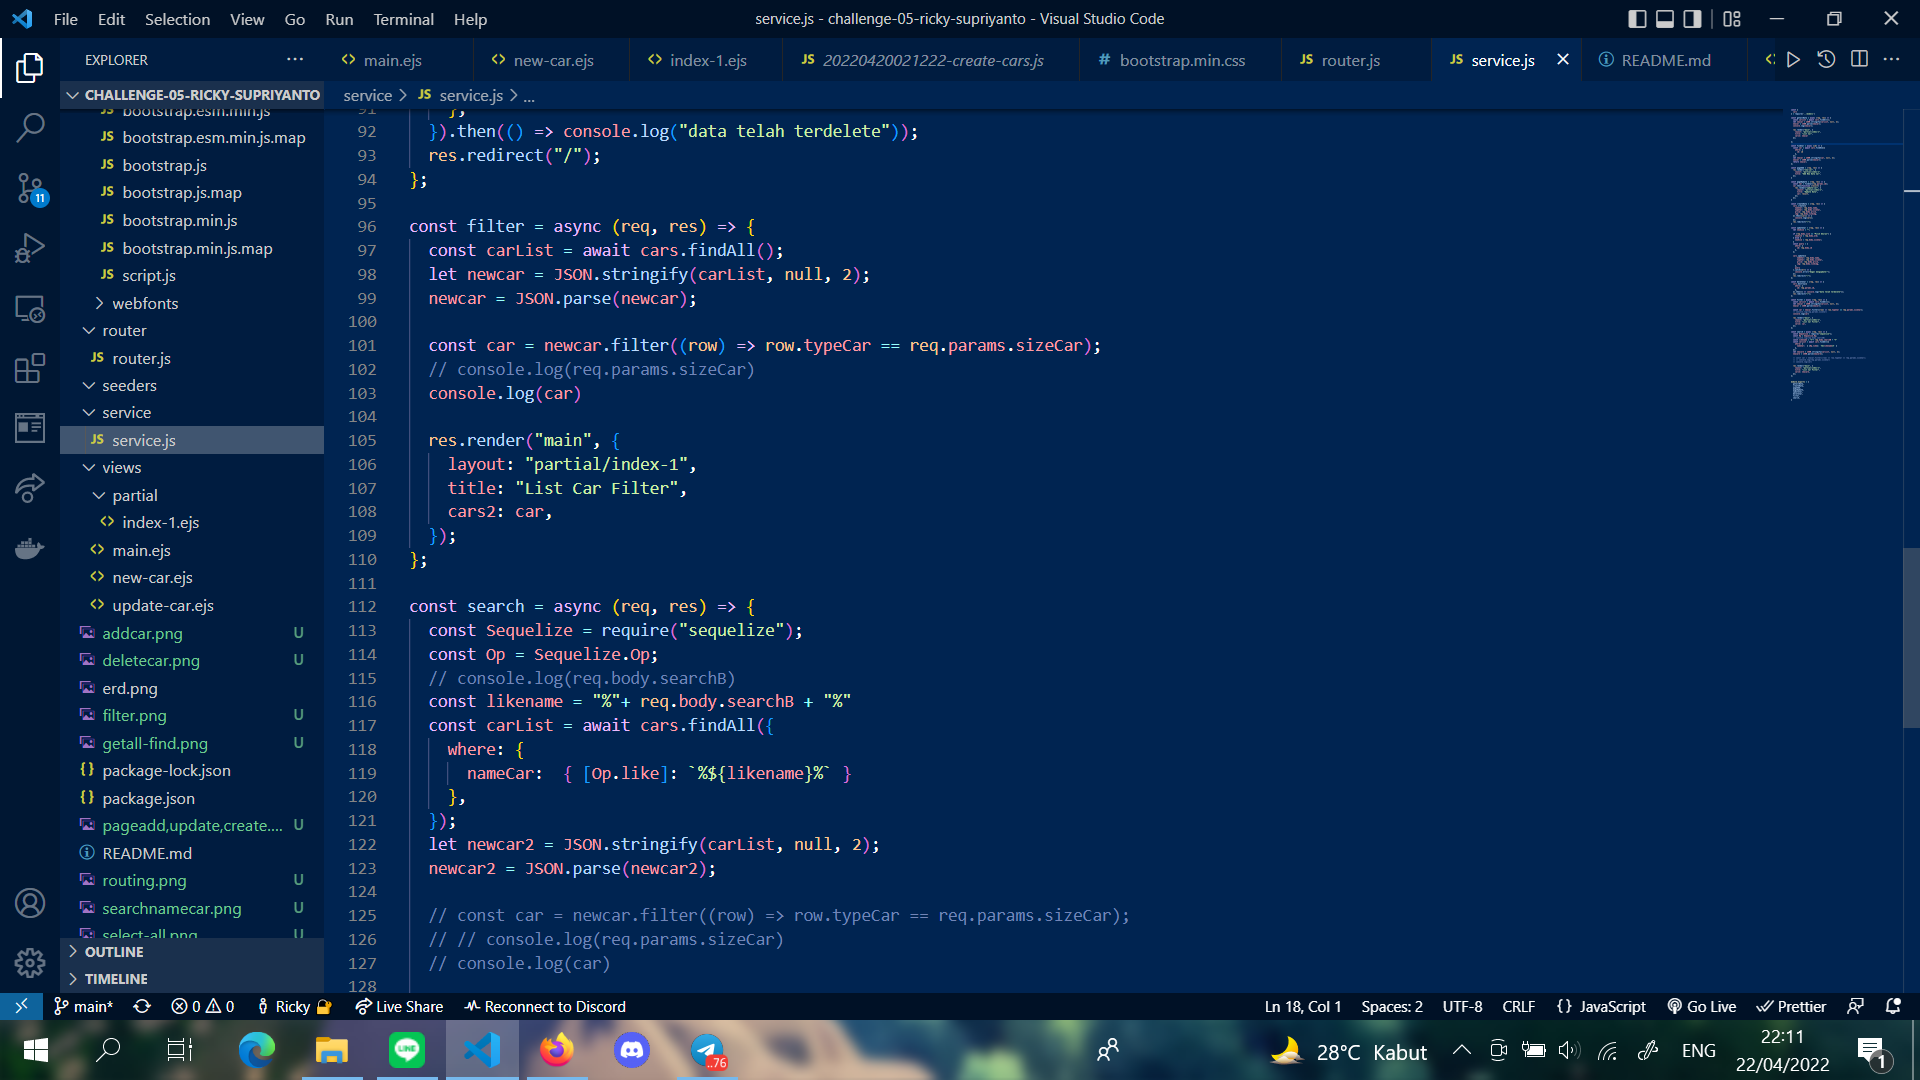 File Edit Selection View Go Run Terminal Help
service.js - challenge-05-ricky-supriyanto - Visual Studio Code
EXPLORER
main.ejs
new-car.ejs
index-1.ejs
JS 20220420021222-create-cars.js
# bootstrap.min.css
JS router.js
JS service.js
README.md
CHALLENGE-05-RICKY-SUPRIYANTO
service > JS service.js > ...
JS bootstrap.esm.min.js
JS bootstrap.esm.min.js.map
JS bootstrap.js
JS bootstrap.js.map
JS bootstrap.min.js
JS bootstrap.min.js.map
JS script.js
webfonts
router
JS router.js
seeders
service
JS service.js
views
partial
index-1.ejs
main.ejs
new-car.ejs
update-car.ejs
addcar.png U
deletecar.png U
erd.png
filter.png U
getall-find.png U
{} package-lock.json
{} package.json
pageadd,update,create.... U
README.md
routing.png U
searchnamecar.png U
select-all.png U
OUTLINE
TIMELINE
11
91 };
92 }).then(() => console.log("data telah terdelete"));
93 res.redirect("/");
94 };
95
96 const filter = async (req, res) => {
97 const carList = await cars.findAll();
98 let newcar = JSON.stringify(carList, null, 2);
99 newcar = JSON.parse(newcar);
100
101 const car = newcar.filter((row) => row.typeCar == req.params.sizeCar);
102 // console.log(req.params.sizeCar)
103 console.log(car)
104
105 res.render("main", {
106 layout: "partial/index-1",
107 title: "List Car Filter",
108 cars2: car,
109 });
110 };
111
112 const search = async (req, res) => {
113 const Sequelize = require("sequelize");
114 const Op = Sequelize.Op;
115 // console.log(req.body.searchB)
116 const likename = "%"+ req.body.searchB + "%"
117 const carList = await cars.findAll({
118 where: {
119 nameCar:  { [Op.like]: `%${likename}%` }
120 },
121 });
122 let newcar2 = JSON.stringify(carList, null, 2);
123 newcar2 = JSON.parse(newcar2);
124
125 // const car = newcar.filter((row) => row.typeCar == req.params.sizeCar);
126 // // console.log(req.params.sizeCar)
127 // console.log(car)
128
main* 0 0 Ricky Live Share Reconnect to Discord
Ln 18, Col 1 Spaces: 2 UTF-8 CRLF {} JavaScript Go Live Prettier
LINE
.76
28°C Kabut
ENG
22:11
22/04/2022
1